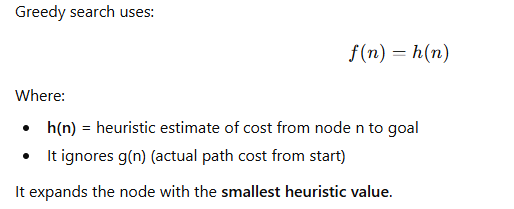 Greedy search uses:
f(n) = h(n)
Where:
• h(n) = heuristic estimate of cost from node n to goal
• It ignores g(n) (actual path cost from start)
It expands the node with the smallest heuristic value.